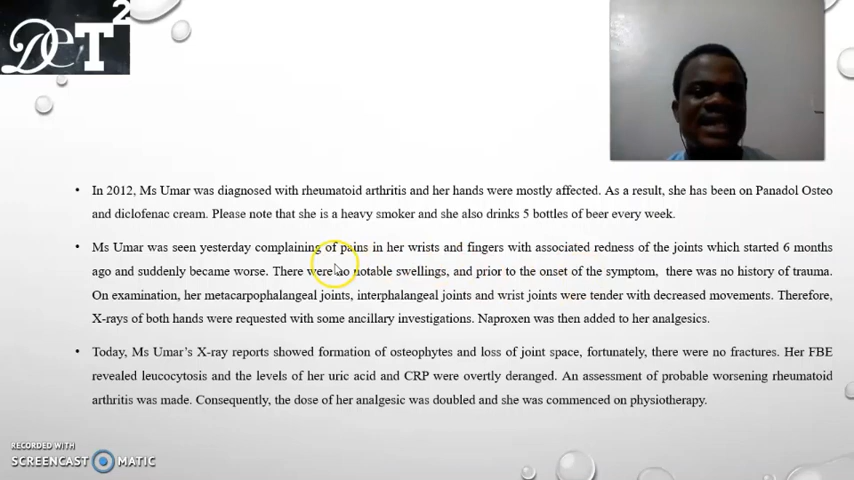 DeT2
• In 2012, Ms Umar was diagnosed with rheumatoid arthritis and her hands were mostly affected. As a result, she has been on Panadol Osteo
and diclofenac cream. Please note that she is a heavy smoker and she also drinks 5 bottles of beer every week.
• Ms Umar was seen yesterday complaining of pains in her wrists and fingers with associated redness of the joints which started 6 months
ago and suddenly became worse. There were no notable swellings, and prior to the onset of the symptom, there was no history of trauma.
On examination, her metacarpophalangeal joints, interphalangeal joints and wrist joints were tender with decreased movements. Therefore,
X-rays of both hands were requested with some ancillary investigations. Naproxen was then added to her analgesics.
• Today, Ms Umar’s X-ray reports showed formation of osteophytes and loss of joint space, fortunately, there were no fractures. Her FBE
revealed leucocytosis and the levels of her uric acid and CRP were overtly deranged. An assessment of probable worsening rheumatoid
arthritis was made. Consequently, the dose of her analgesic was doubled and she was commenced on physiotherapy.
RECORDED WITH
SCREENCAST MATIC